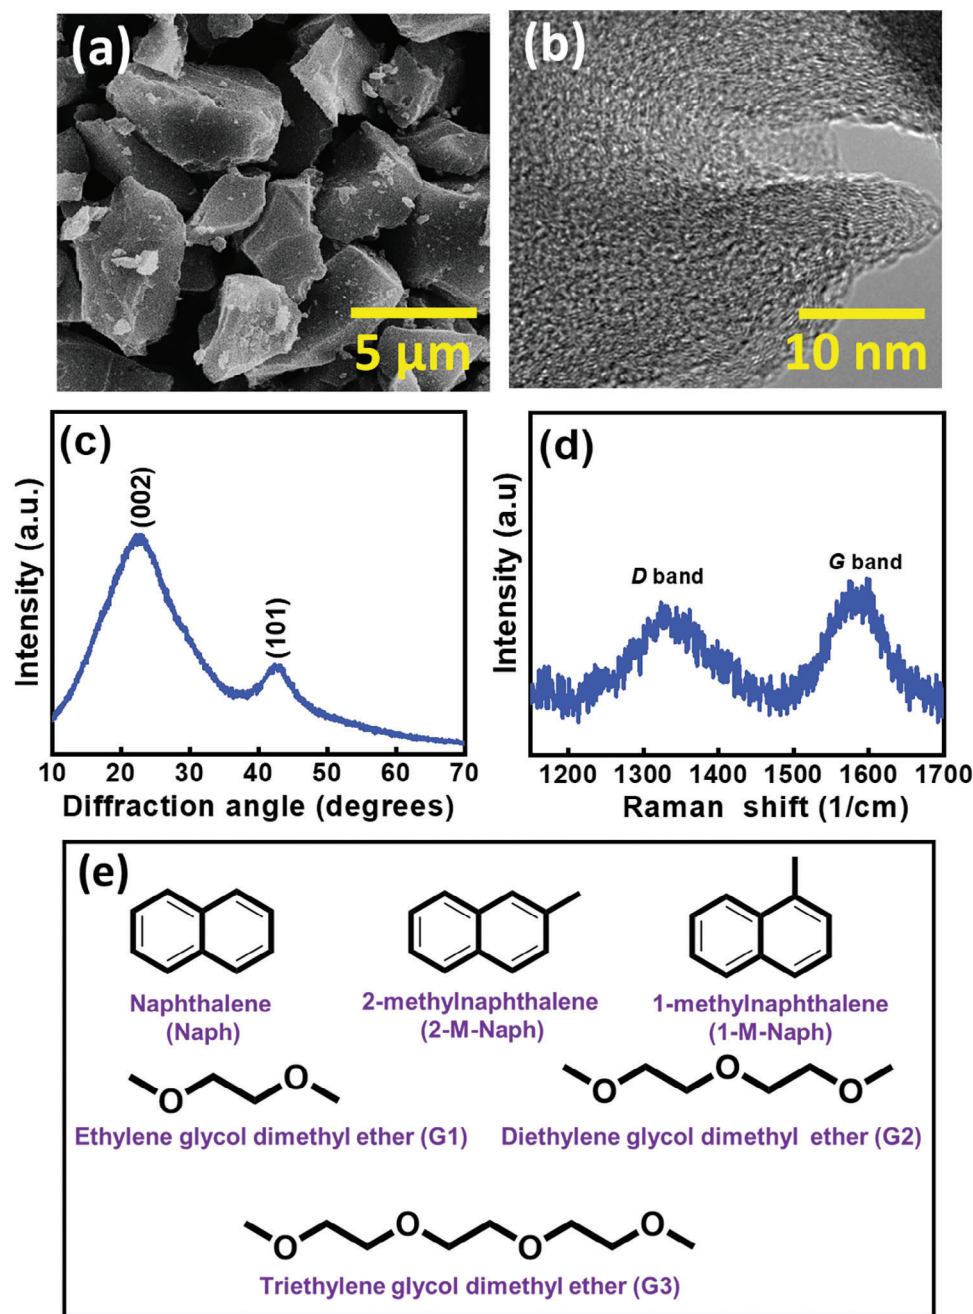 (a)
5 µm
(b)
10 nm
(c)
Intensity (a.u.)
(002)
(101)
10 20 30 40 50 60 70
Diffraction angle (degrees)
(d)
Intensity (a.u)
D band
G band
1200 1300 1400 1500 1600 1700
Raman shift (1/cm)
(e)
Naphthalene
(Naph)
2-methylnaphthalene
(2-M-Naph)
1-methylnaphthalene
(1-M-Naph)
O O
Ethylene glycol dimethyl ether (G1)
O O O
Diethylene glycol dimethyl ether (G2)
O O O O
Triethylene glycol dimethyl ether (G3)